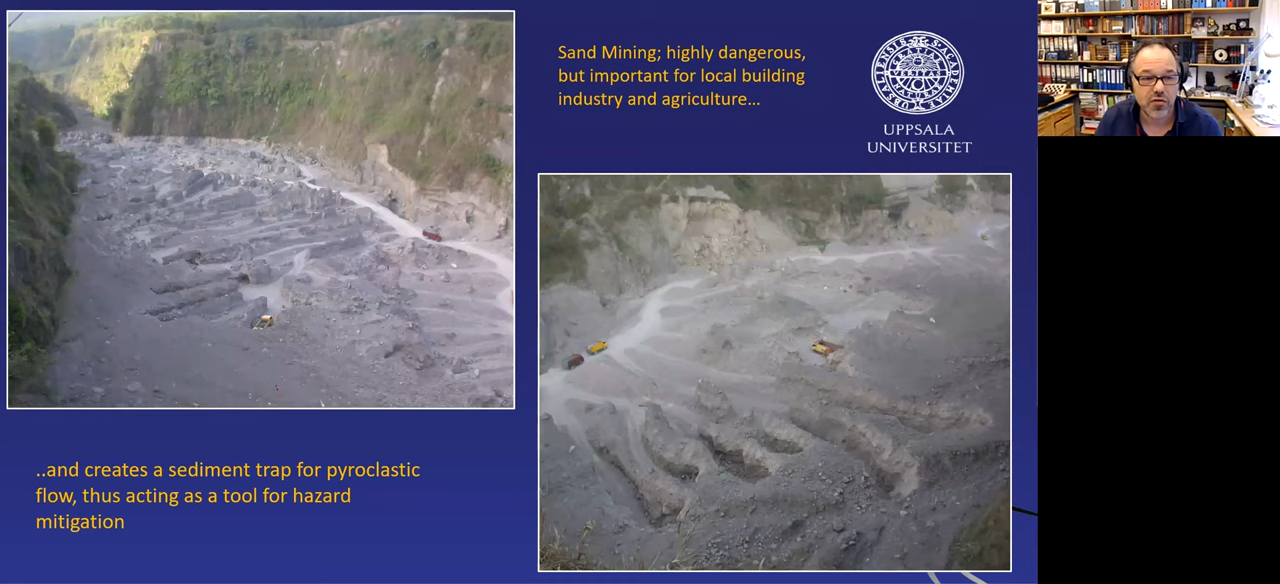 Sand Mining; highly dangerous,
but important for local building
industry and agriculture...
UPPSALA
UNIVERSITET
..and creates a sediment trap for pyroclastic
flow, thus acting as a tool for hazard
mitigation